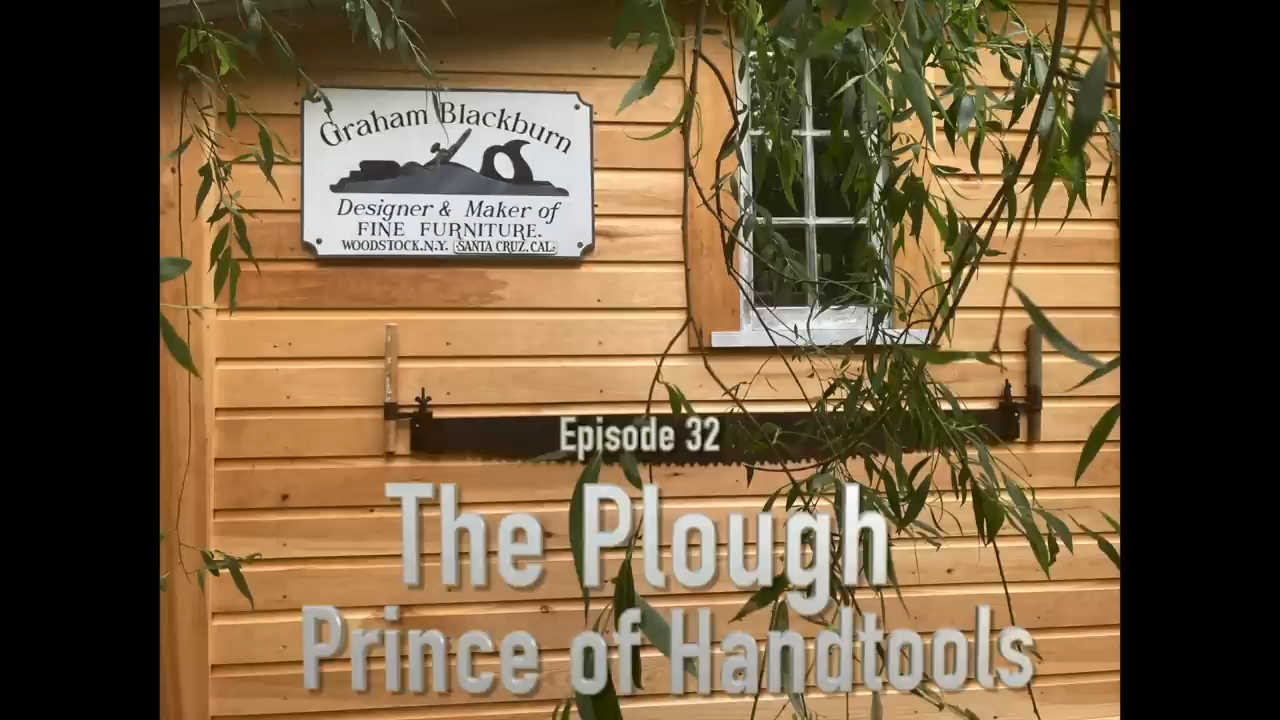 Graham Blackburn
Designer & Maker of
FINE FURNITURE.
WOODSTOCK.N.Y. SANTA CRUZ. CAL.
Episode 32
The Plough
Prince of Handtools